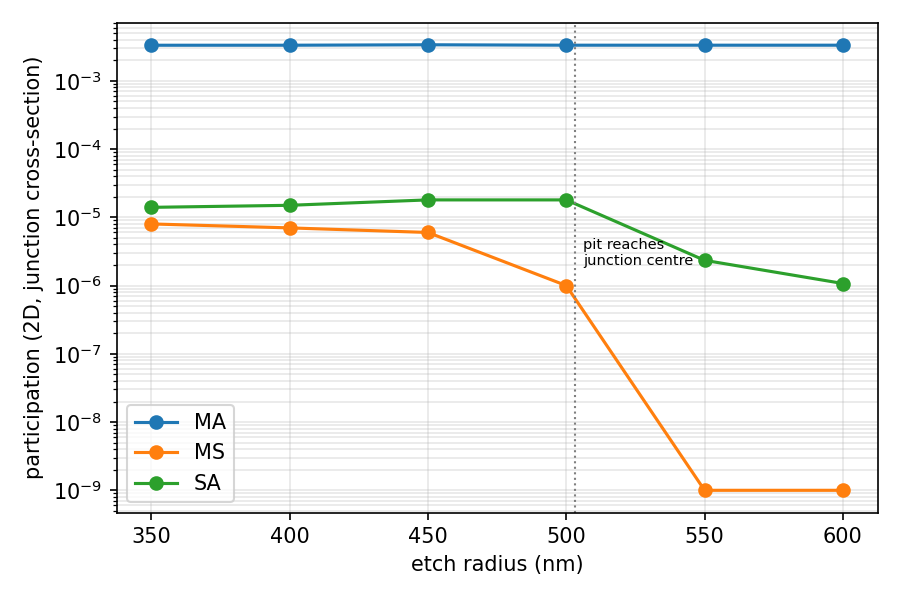 participation (2D, junction cross-section)
10⁻³
10⁻⁴
10⁻⁵
10⁻⁶
10⁻⁷
10⁻⁸
10⁻⁹
pit reaches
junction centre
MA
MS
SA
350 400 450 500 550 600
etch radius (nm)